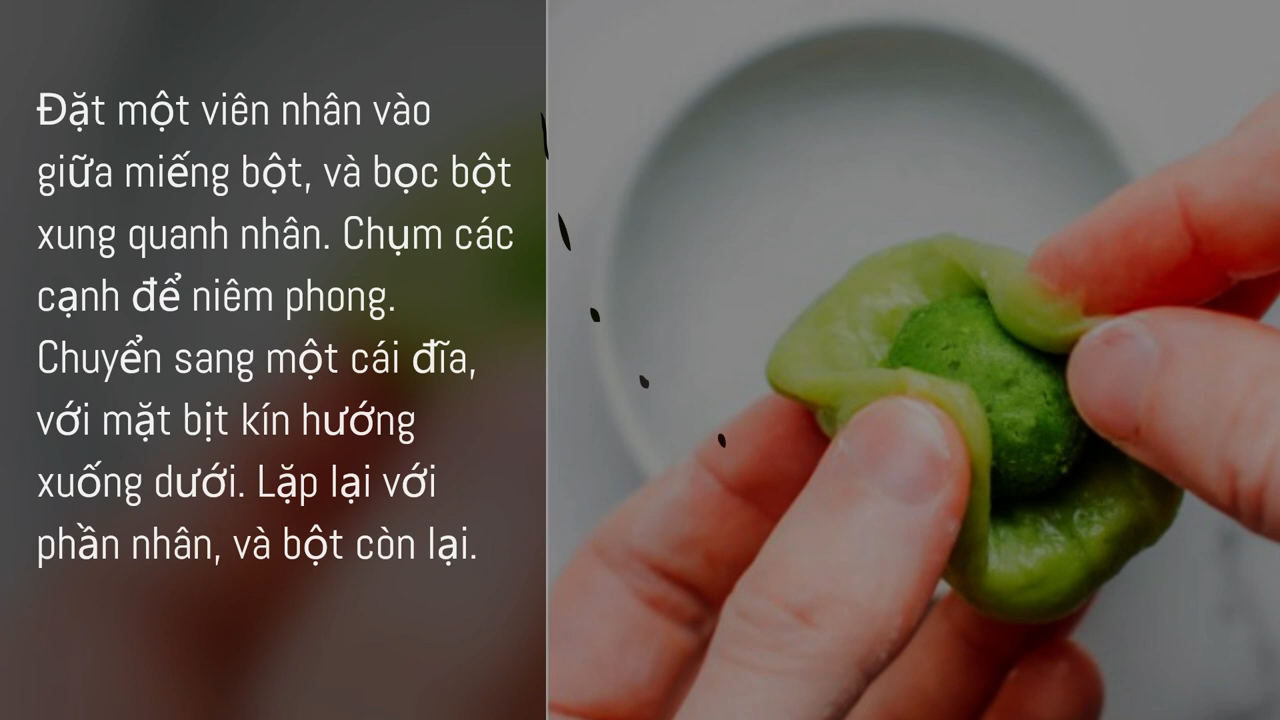 Đặt một viên nhân vào
giữa miếng bột, và bọc bột
xung quanh nhân. Chụm các
cạnh để niêm phong.
Chuyển sang một cái đĩa,
với mặt bịt kín hướng
xuống dưới. Lặp lại với
phần nhân, và bột còn lại.